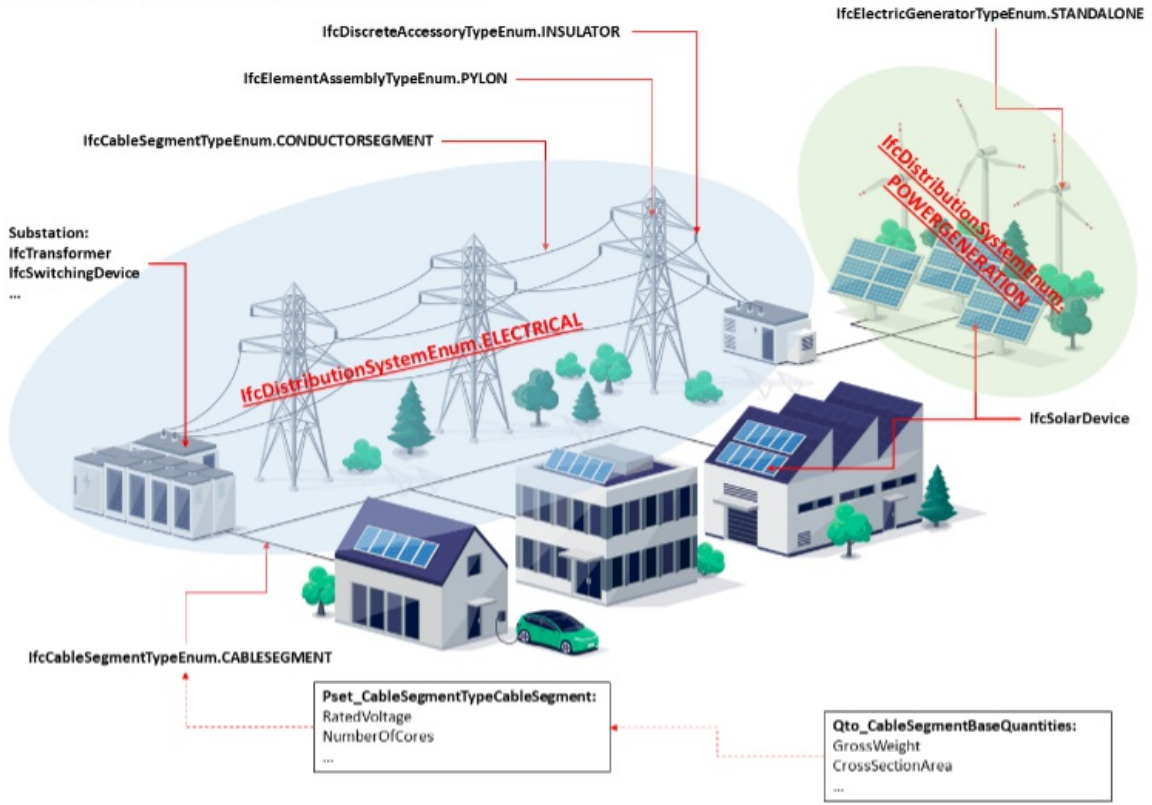 IfcElectricGeneratorTypeEnum.STANDALONE
IfcDiscreteAccessoryTypeEnum.INSULATOR
IfcElementAssemblyTypeEnum.PYLON
IfcCableSegmentTypeEnum.CONDUCTORSEGMENT
IfcDistributionSystemEnum.
POWERGENERATION
Substation:
IfcTransformer
IfcSwitchingDevice
...
IfcDistributionSystemEnum.ELECTRICAL
IfcSolarDevice
IfcCableSegmentTypeEnum.CABLESEGMENT
Pset_CableSegmentTypeCableSegment:
RatedVoltage
NumberOfCores
...
Qto_CableSegmentBaseQuantities:
GrossWeight
CrossSectionArea
...